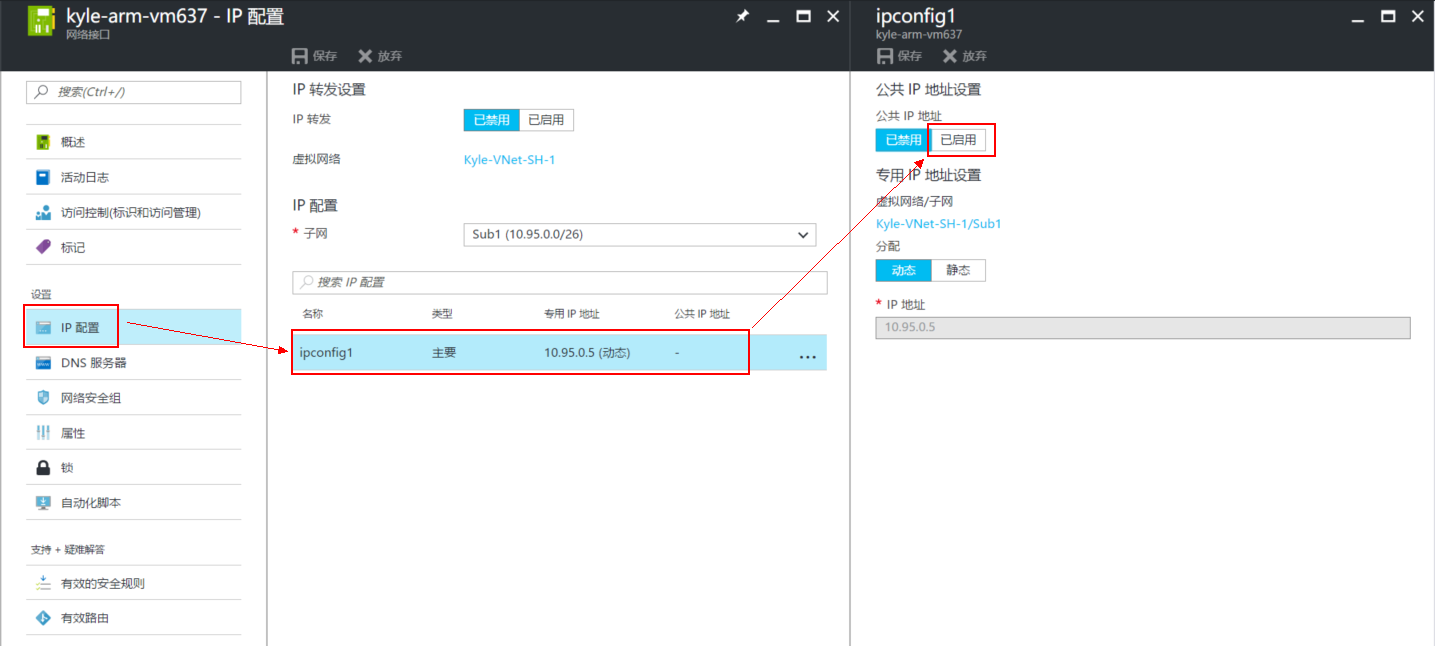 kyle-arm-vm637 - IP 配置
网络接口
保存 放弃
搜索(Ctrl+/)
概述
活动日志
访问控制(标识和访问管理)
标记
设置
IP 配置
DNS 服务器
网络安全组
属性
锁
自动化脚本
支持 + 疑难解答
有效的安全规则
有效路由
IP 转发设置
IP 转发 已禁用 已启用
虚拟网络 Kyle-VNet-SH-1
IP 配置
* 子网 Sub1 (10.95.0.0/26)
搜索 IP 配置
名称 类型 专用 IP 地址 公共 IP 地址
ipconfig1 主要 10.95.0.5 (动态) - ...
ipconfig1
kyle-arm-vm637
保存 放弃
公共 IP 地址设置
公共 IP 地址
已禁用 已启用
专用 IP 地址设置
虚拟网络/子网
Kyle-VNet-SH-1/Sub1
分配
动态 静态
* IP 地址
10.95.0.5